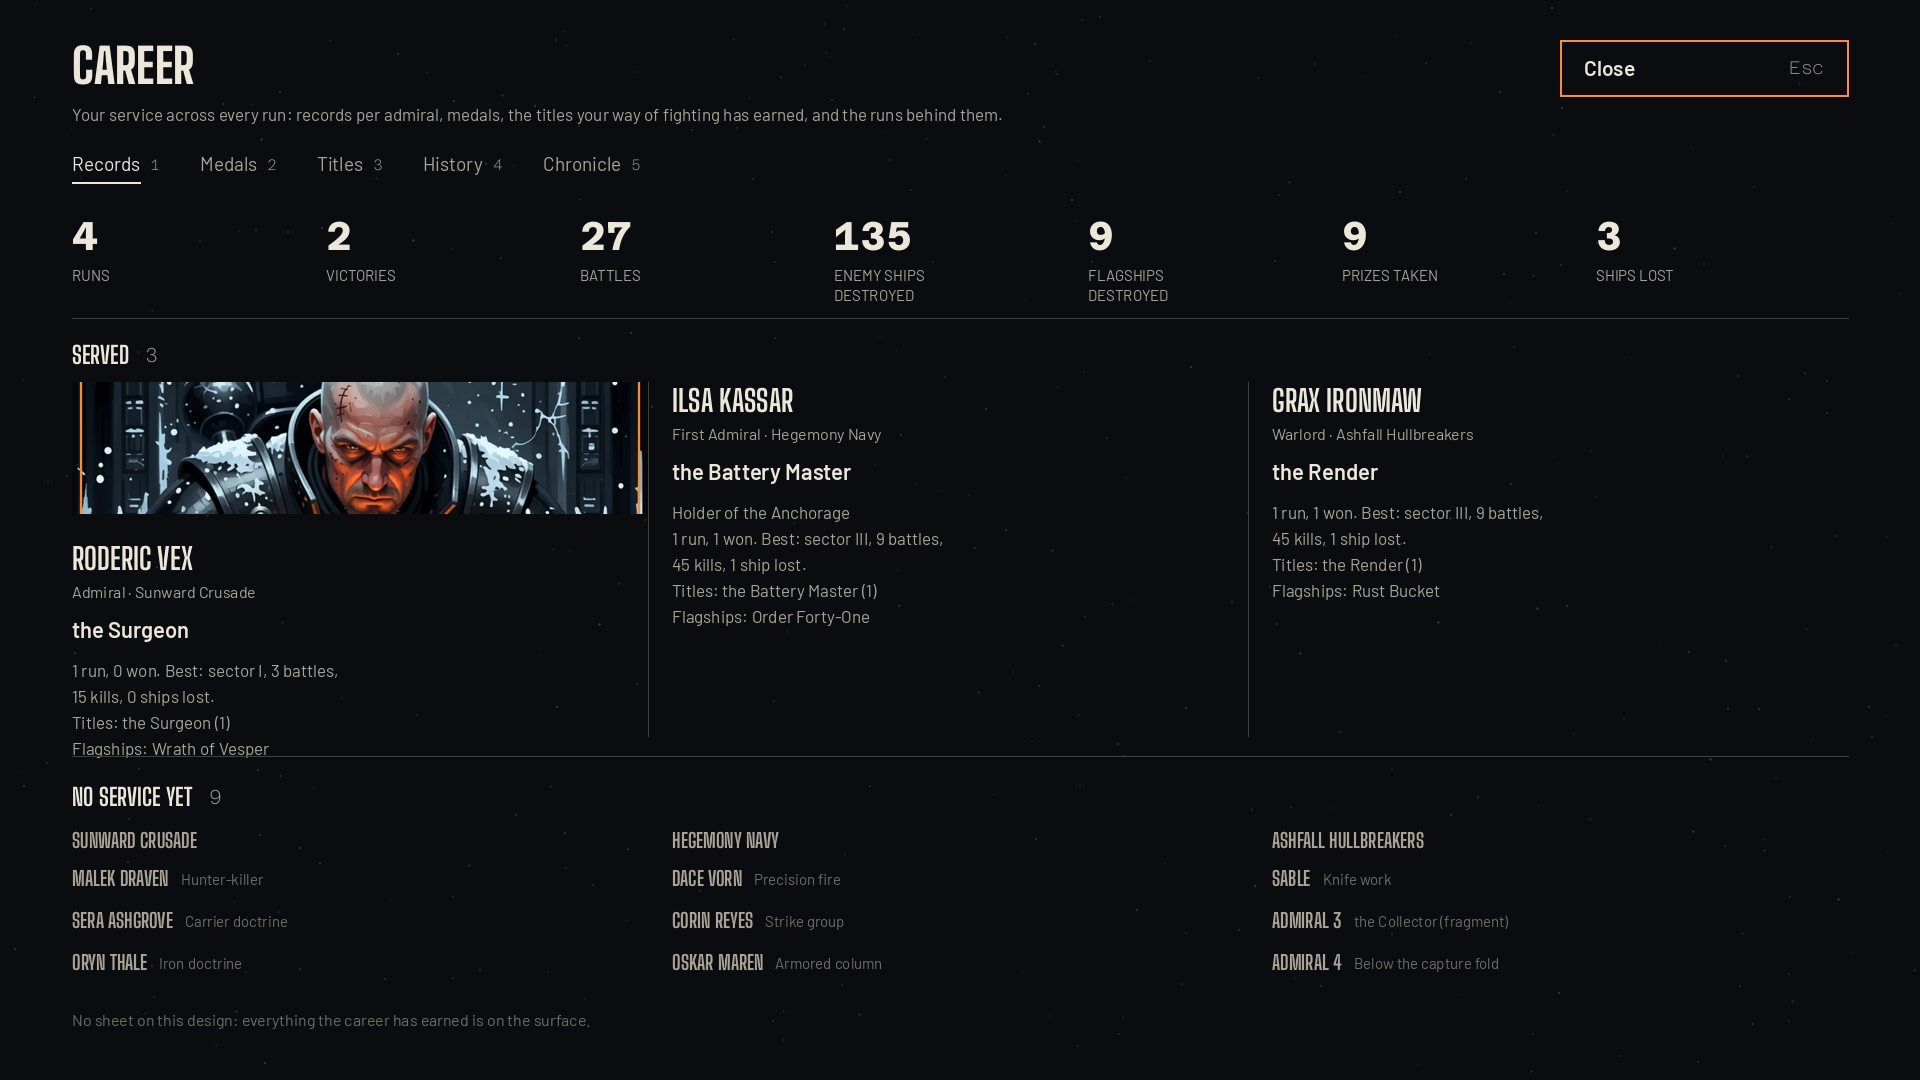 CAREER
Close Esc
Your service across every run: records per admiral, medals, the titles your way of fighting has earned, and the runs behind them.
Records 1 Medals 2 Titles 3 History 4 Chronicle 5
4 2 27 135 9 9 3
RUNS VICTORIES BATTLES ENEMY SHIPS FLAGSHIPS PRIZES TAKEN SHIPS LOST
DESTROYED DESTROYED
SERVED 3
RODERIC VEX
Admiral · Sunward Crusade
the Surgeon
1 run, 0 won. Best: sector I, 3 battles,
15 kills, 0 ships lost.
Titles: the Surgeon (1)
Flagships: Wrath of Vesper
ILSA KASSAR
First Admiral · Hegemony Navy
the Battery Master
Holder of the Anchorage
1 run, 1 won. Best: sector III, 9 battles,
45 kills, 1 ship lost.
Titles: the Battery Master (1)
Flagships: Order Forty-One
GRAX IRONMAW
Warlord · Ashfall Hullbreakers
the Render
1 run, 1 won. Best: sector III, 9 battles,
45 kills, 1 ship lost.
Titles: the Render (1)
Flagships: Rust Bucket
NO SERVICE YET 9
SUNWARD CRUSADE
MALEK DRAVEN Hunter-killer
SERA ASHGROVE Carrier doctrine
ORYN THALE Iron doctrine
HEGEMONY NAVY
DACE VORN Precision fire
CORIN REYES Strike group
OSKAR MAREN Armored column
ASHFALL HULLBREAKERS
SABLE Knife work
ADMIRAL 3 the Collector (fragment)
ADMIRAL 4 Below the capture fold
No sheet on this design: everything the career has earned is on the surface.